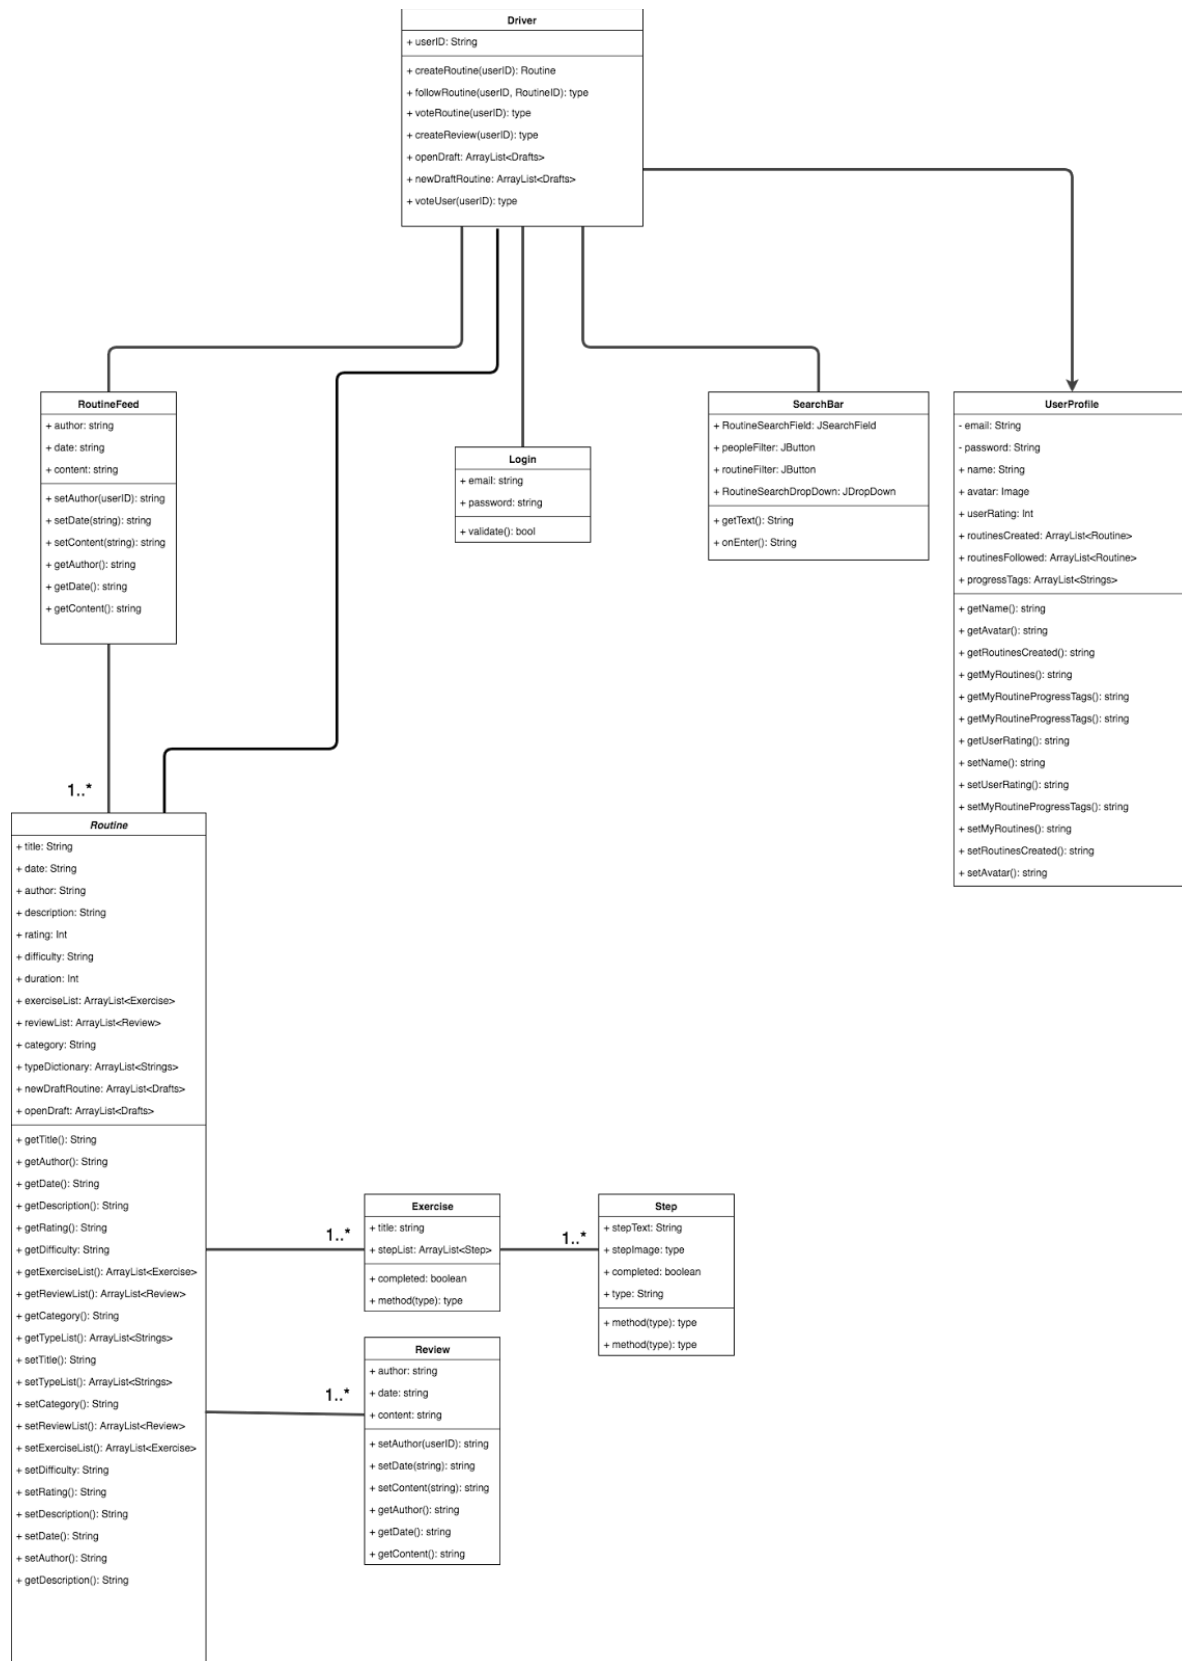 Driver
+ userID: String
+ createRoutine(userID): Routine
+ followRoutine(userID, RoutineID): type
+ voteRoutine(userID): type
+ createReview(userID): type
+ openDraft: ArrayList<Drafts>
+ newDraftRoutine: ArrayList<Drafts>
+ voteUser(userID): type
RoutineFeed
+ author: string
+ date: string
+ content: string
+ setAuthor(userID): string
+ setDate(string): string
+ setContent(string): string
+ getAuthor(): string
+ getDate(): string
+ getContent(): string
Login
+ email: string
+ password: string
+ validate(): bool
SearchBar
+ RoutineSearchField: JSearchField
+ peopleFilter: JButton
+ routineFilter: JButton
+ RoutineSearchDropDown: JDropDown
+ getText(): String
+ onEnter(): String
UserProfile
- email: String
- password: String
+ name: String
+ avatar: Image
+ userRating: Int
+ routinesCreated: ArrayList<Routine>
+ routinesFollowed: ArrayList<Routine>
+ progressTags: ArrayList<Strings>
+ getName(): string
+ getAvatar(): string
+ getRoutinesCreated(): string
+ getMyRoutines(): string
+ getMyRoutineProgressTags(): string
+ getMyRoutineProgressTags(): string
+ getUserRating(): string
+ setName(): string
+ setUserRating(): string
+ setMyRoutineProgressTags(): string
+ setMyRoutines(): string
+ setRoutinesCreated(): string
+ setAvatar(): string
1..*
Routine
+ title: String
+ date: String
+ author: String
+ description: String
+ rating: Int
+ difficulty: String
+ duration: Int
+ exerciseList: ArrayList<Exercise>
+ reviewList: ArrayList<Review>
+ category: String
+ typeDictionary: ArrayList<Strings>
+ newDraftRoutine: ArrayList<Drafts>
+ openDraft: ArrayList<Drafts>
+ getTitle(): String
+ getAuthor(): String
+ getDate(): String
+ getDescription(): String
+ getRating(): String
+ getDifficulty: String
+ getExerciseList(): ArrayList<Exercise>
+ getReviewList(): ArrayList<Review>
+ getCategory(): String
+ getTypeList(): ArrayList<Strings>
+ setTitle(): String
+ setTypeList(): ArrayList<Strings>
+ setCategory(): String
+ setReviewList(): ArrayList<Review>
+ setExerciseList(): ArrayList<Exercise>
+ setDifficulty: String
+ setRating(): String
+ setDescription(): String
+ setDate(): String
+ setAuthor(): String
+ getDescription(): String
1..*
Exercise
+ title: string
+ stepList: ArrayList<Step>
+ completed: boolean
+ method(type): type
1..*
Step
+ stepText: String
+ stepImage: type
+ completed: boolean
+ type: String
+ method(type): type
+ method(type): type
1..*
Review
+ author: string
+ date: string
+ content: string
+ setAuthor(userID): string
+ setDate(string): string
+ setContent(string): string
+ getAuthor(): string
+ getDate(): string
+ getContent(): string